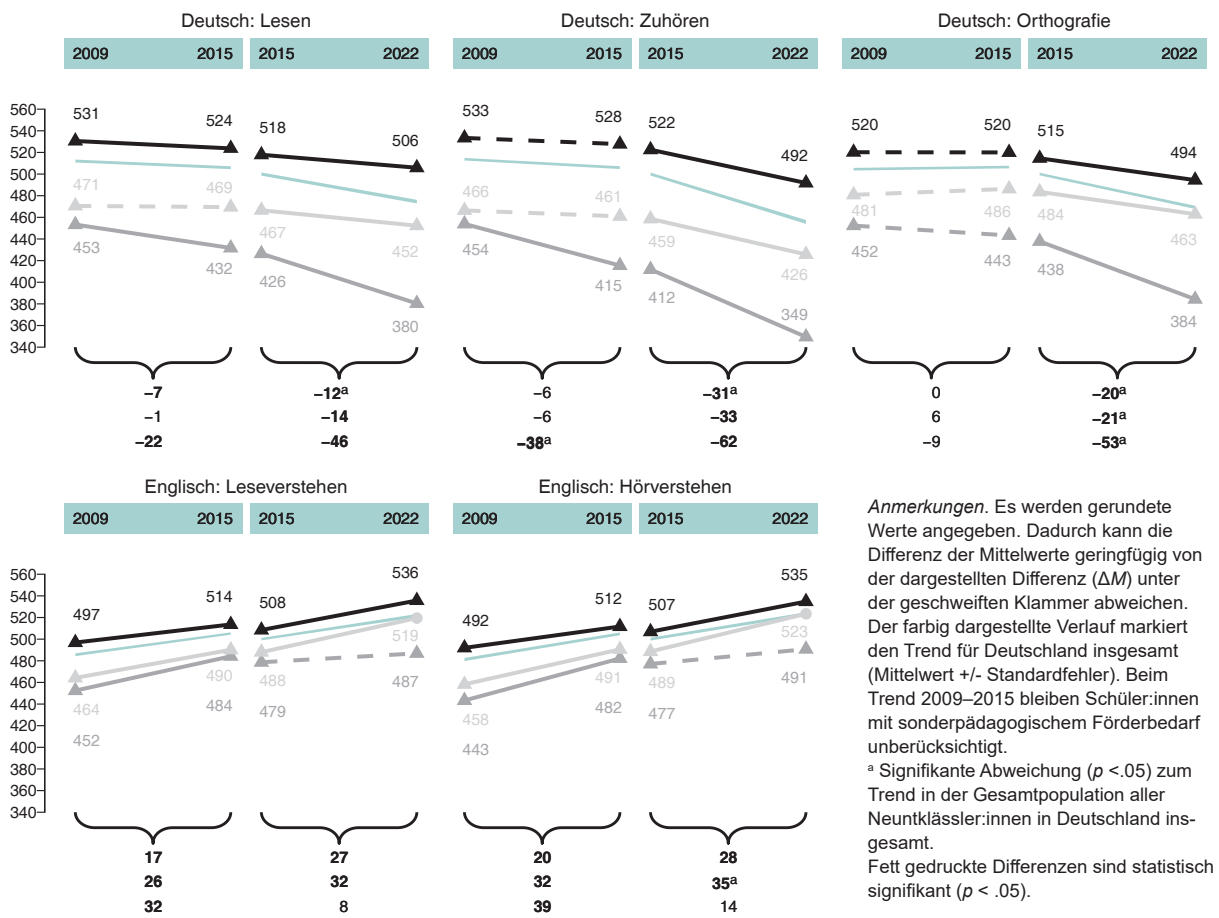 Deutsch: Lesen
Deutsch: Zuhören
Deutsch: Orthografie
2009 2015 2015 2022
2009 2015 2015 2022
2009 2015 2015 2022
560
540
520
500
480
460
440
420
400
380
360
340
531 524 518 506
471 469 467 452
453 432 426 380
533 528 522 492
466 461 459 426
454 415 412 349
520 520 515 494
481 486 484 463
452 443 438 384
–7 –12ᵃ –6 –31ᵃ 0 –20ᵃ
–1 –14 –6 –33 6 –21ᵃ
–22 –46 –38ᵃ –62 –9 –53ᵃ
Englisch: Leseverstehen
Englisch: Hörverstehen
2009 2015 2015 2022
2009 2015 2015 2022
560
540
520
500
480
460
440
420
400
380
360
340
497 514 508 536
464 490 488 519
452 484 479 487
492 512 507 535
458 491 489 523
443 482 477 491
17 27 20 28
26 32 32 35ᵃ
32 8 39 14
Anmerkungen. Es werden gerundete
Werte angegeben. Dadurch kann die
Differenz der Mittelwerte geringfügig von
der dargestellten Differenz (ΔM) unter
der geschweiften Klammer abweichen.
Der farbig dargestellte Verlauf markiert
den Trend für Deutschland insgesamt
(Mittelwert +/- Standardfehler). Beim
Trend 2009–2015 bleiben Schüler:innen
mit sonderpädagogischem Förderbedarf
unberücksichtigt.
ᵃ Signifikante Abweichung (p <.05) zum
Trend in der Gesamtpopulation aller
Neuntklässler:innen in Deutschland ins-
gesamt.
Fett gedruckte Differenzen sind statistisch
signifikant (p < .05).